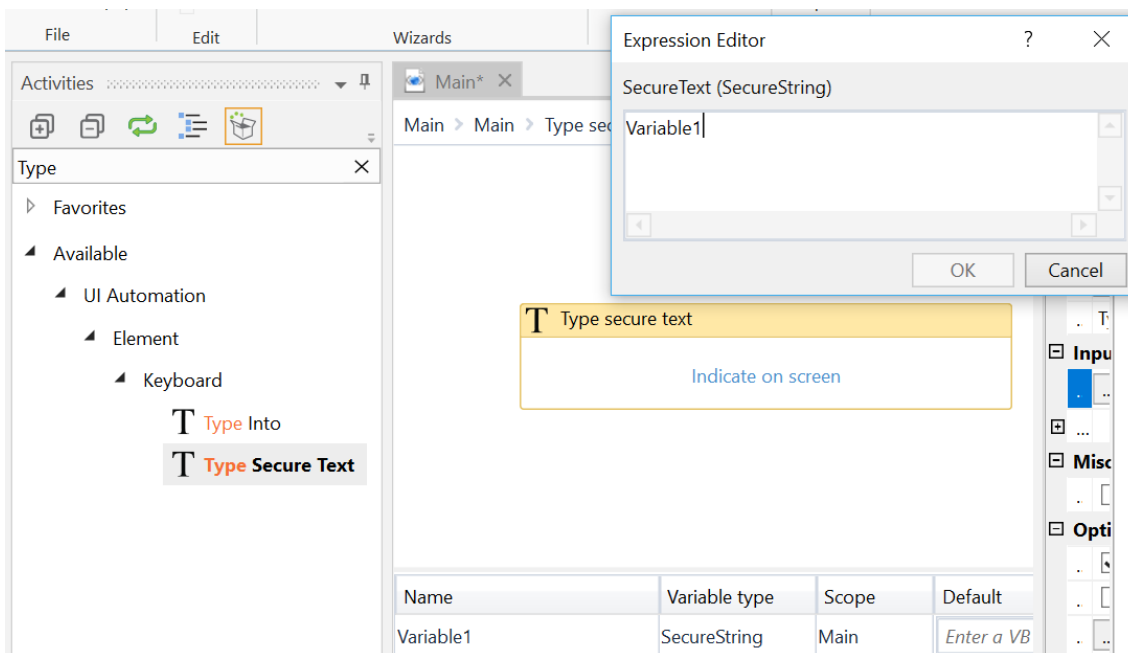 File
Edit
Wizards
Activities
Type
Favorites
Available
UI Automation
Element
Keyboard
Type Into
Type Secure Text
Main*
Main > Main > Type sec
Expression Editor
?
SecureText (SecureString)
Variable1
OK
Cancel
T Type secure text
Indicate on screen
Inpu
...
Misc
Opti
Name Variable type Scope Default
Variable1 SecureString Main Enter a VB